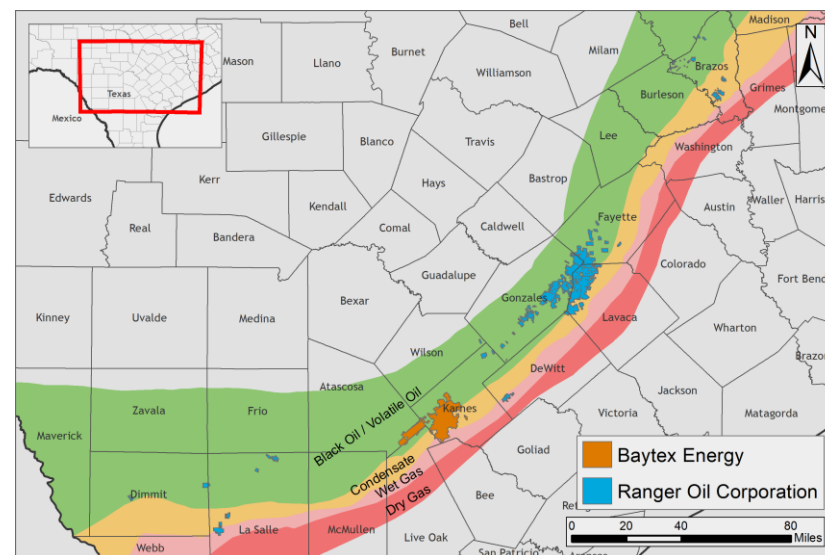 Bell
Madison
N
Mason
Llano
Burnet
Milam
Williamson
Brazos
Texas
Burleson
Grimes
Mexico
Montgome
Lee
Gillespie
Blanco
Travis
Washington
Kerr
Hays
Bastrop
Edwards
Austin
Waller
Harris
Real
Kendall
Fayette
Comal
Caldwell
Bandera
Colorado
Guadalupe
Fort Bend
Bexar
Gonzales
Kinney
Uvalde
Medina
Lavaca
Wharton
Wilson
Brazo
DeWitt
Atascosa
Jackson
Zavala
Frio
Black Oil / Volatile Oil
Karnes
Victoria
Matagorda
Maverick
Goliad
Baytex Energy
Condensate
Wet Gas
Dry Gas
Dimmit
Bee
Ranger Oil Corporation
La Salle
McMullen
Live Oak
Webb
0 20 40 80
Miles
San Patricio